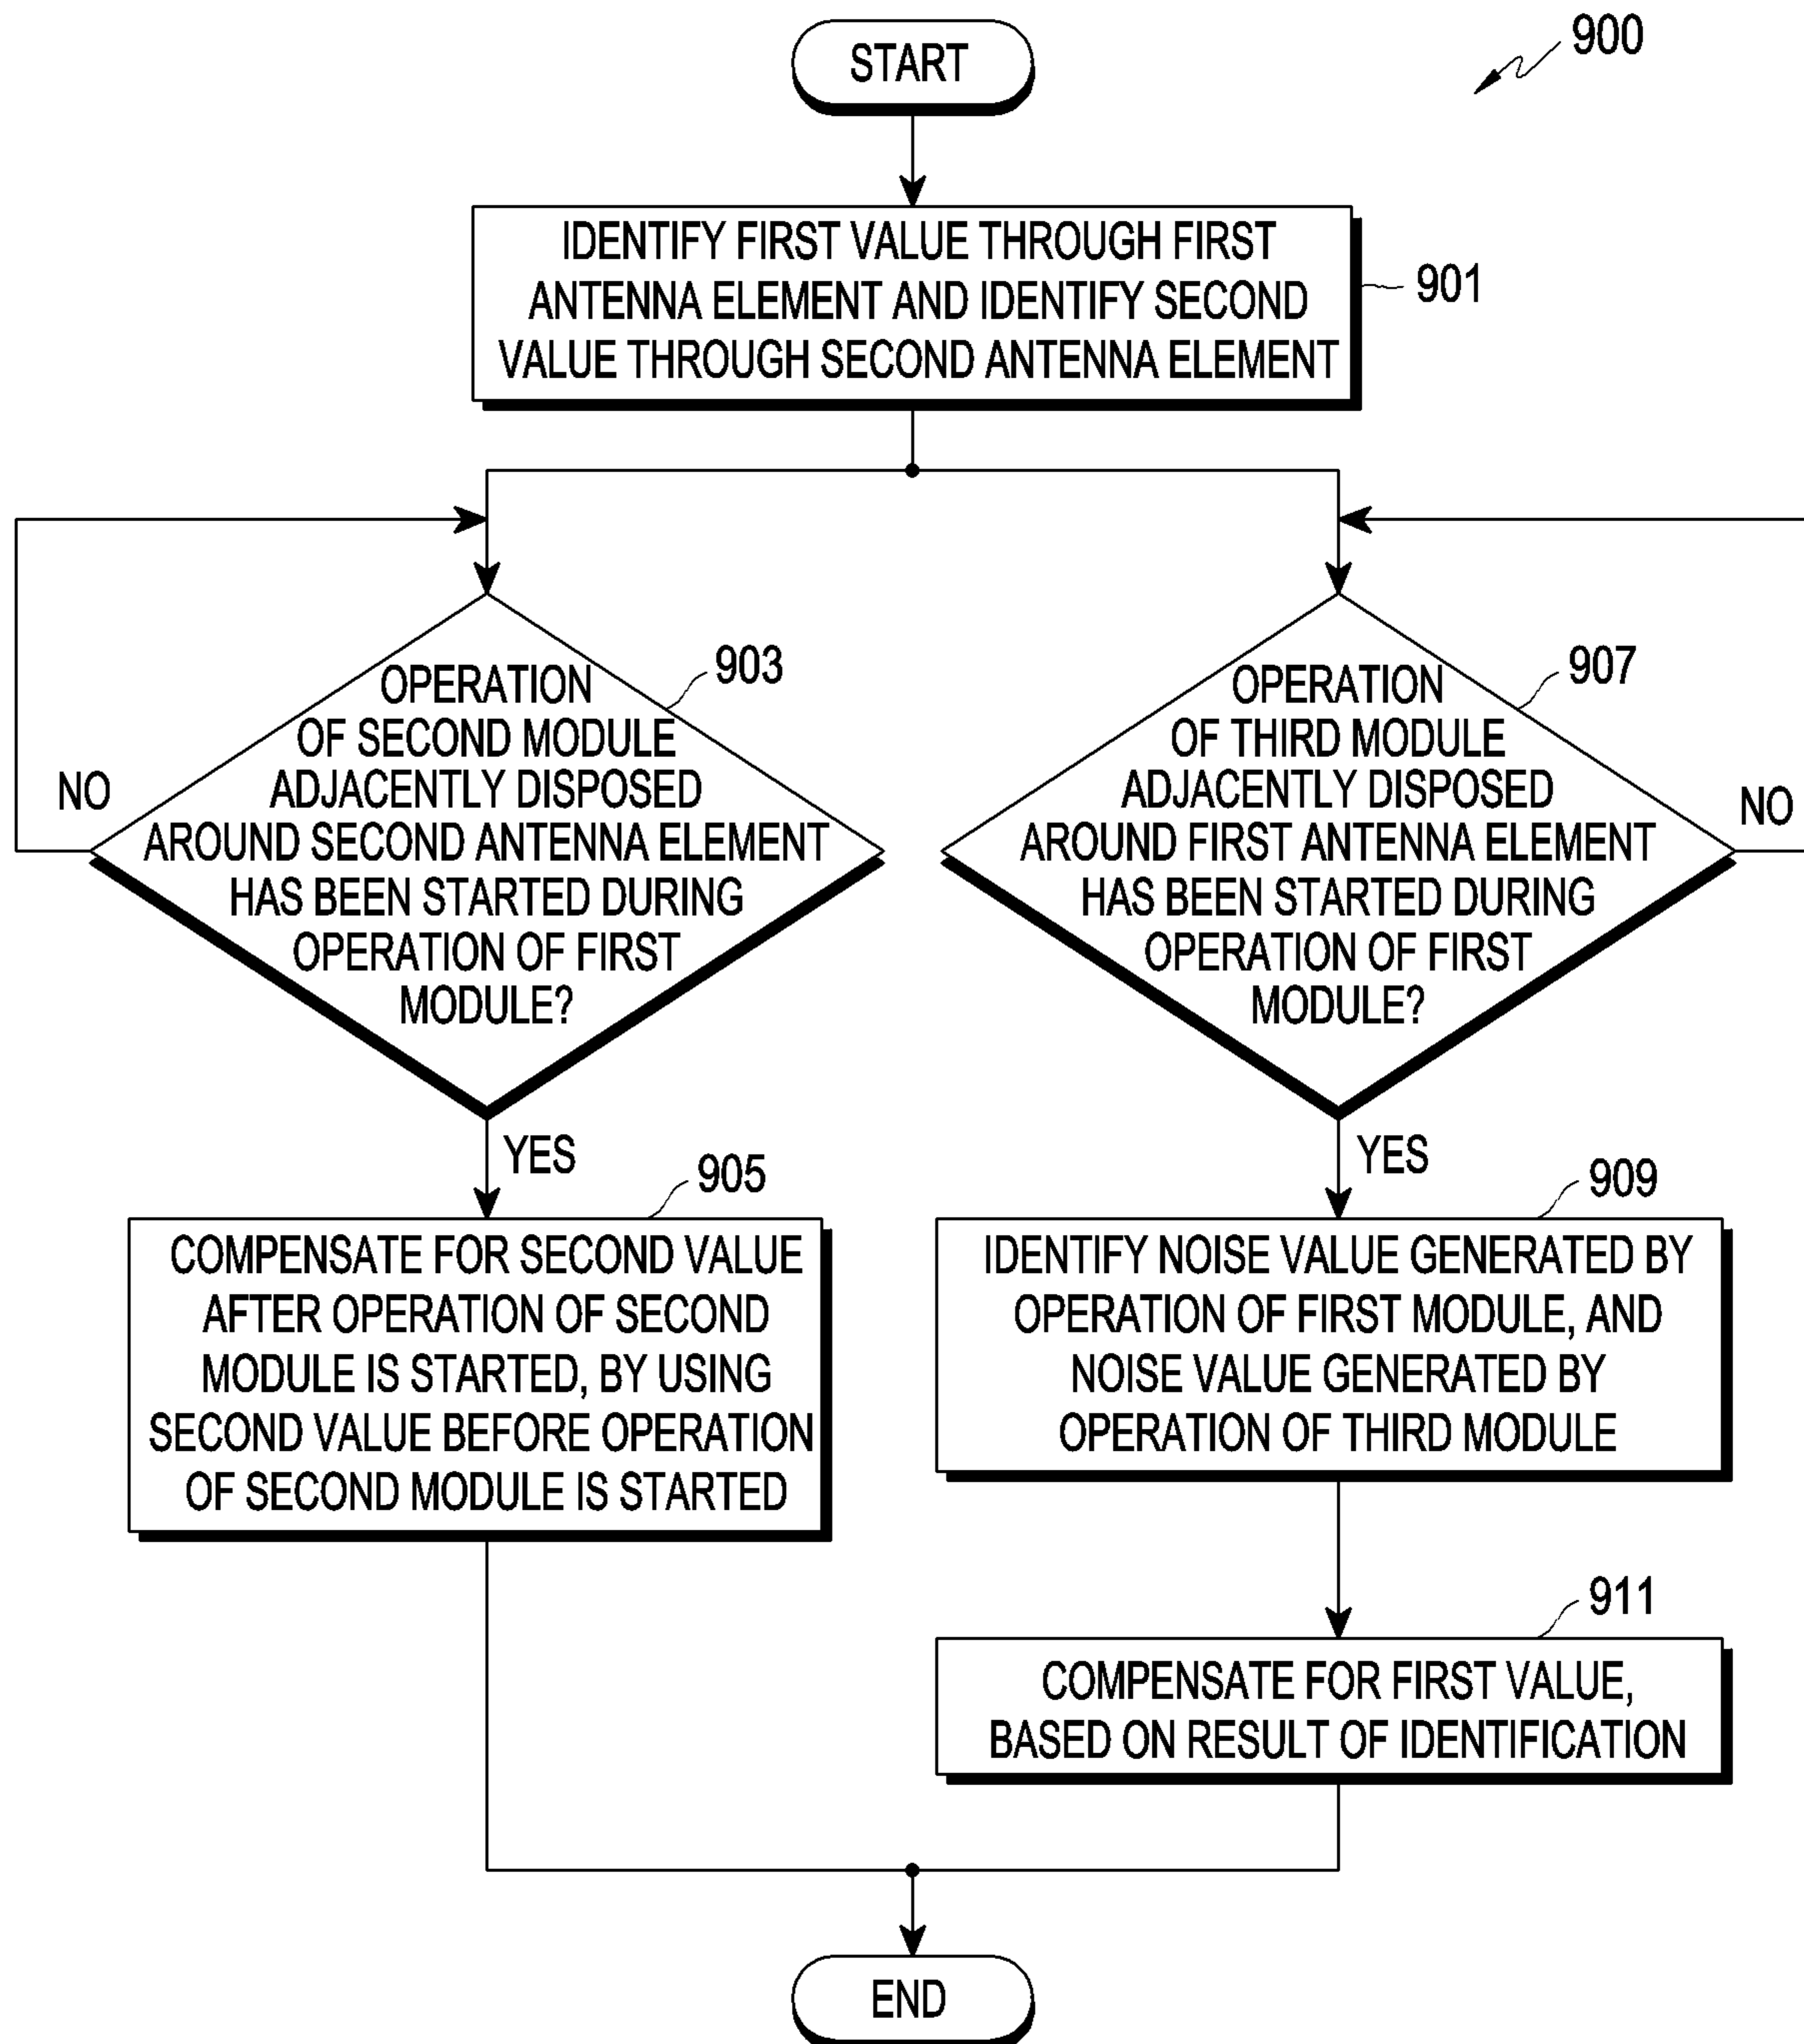 START
900
IDENTIFY FIRST VALUE THROUGH FIRST
ANTENNA ELEMENT AND IDENTIFY SECOND
VALUE THROUGH SECOND ANTENNA ELEMENT
901
OPERATION
OF SECOND MODULE
ADJACENTLY DISPOSED
AROUND SECOND ANTENNA ELEMENT
HAS BEEN STARTED DURING
OPERATION OF FIRST
MODULE?
903
NO
YES
OPERATION
OF THIRD MODULE
ADJACENTLY DISPOSED
AROUND FIRST ANTENNA ELEMENT
HAS BEEN STARTED DURING
OPERATION OF FIRST
MODULE?
907
NO
YES
905
COMPENSATE FOR SECOND VALUE
AFTER OPERATION OF SECOND
MODULE IS STARTED, BY USING
SECOND VALUE BEFORE OPERATION
OF SECOND MODULE IS STARTED
909
IDENTIFY NOISE VALUE GENERATED BY
OPERATION OF FIRST MODULE, AND
NOISE VALUE GENERATED BY
OPERATION OF THIRD MODULE
911
COMPENSATE FOR FIRST VALUE,
BASED ON RESULT OF IDENTIFICATION
END